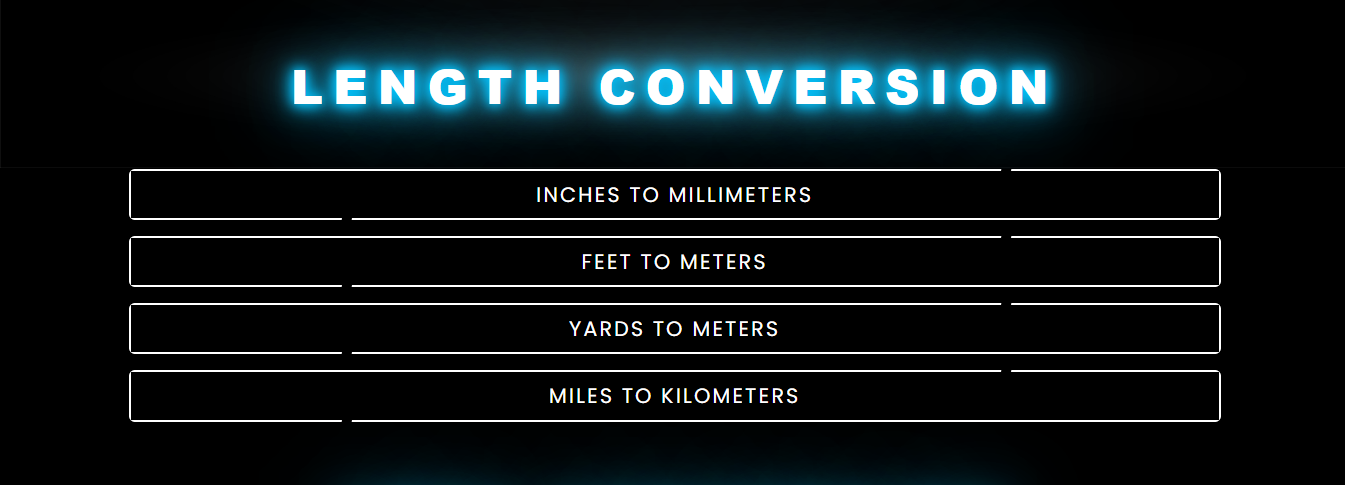 LENGTH CONVERSION
INCHES TO MILLIMETERS
FEET TO METERS
YARDS TO METERS
MILES TO KILOMETERS